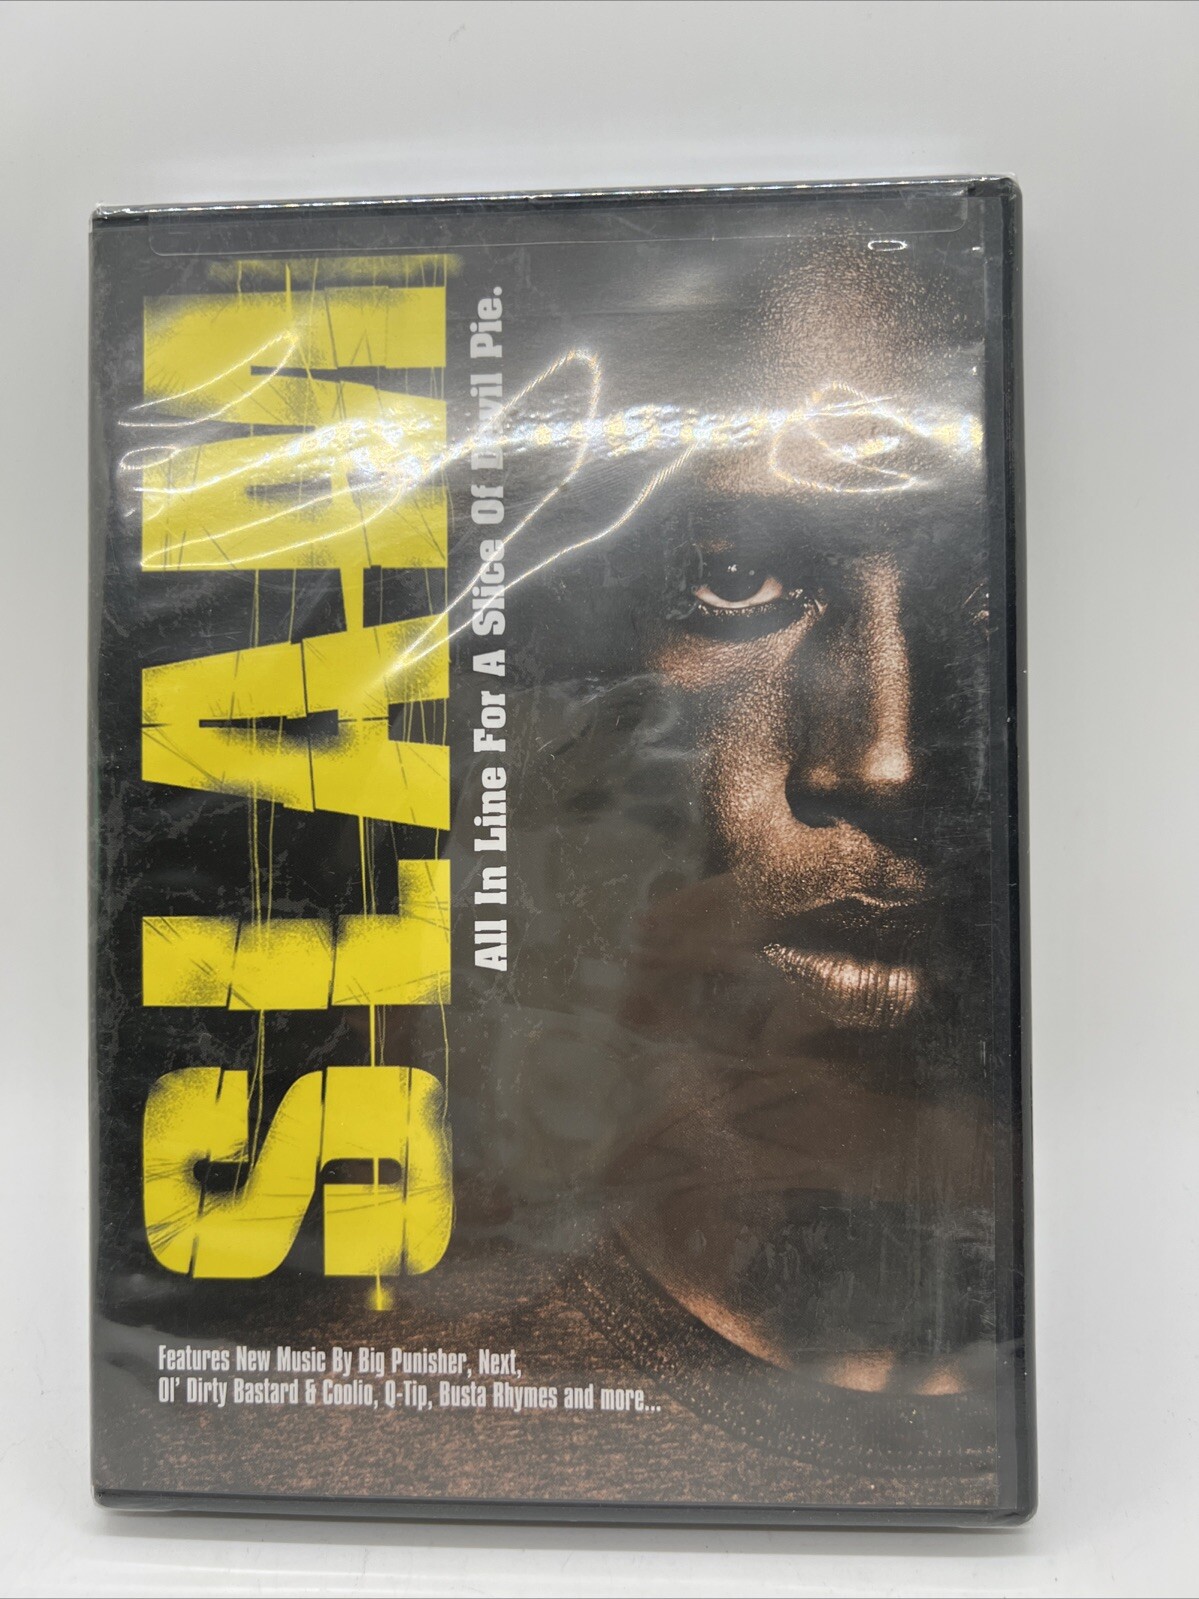 SLAM
All In Line For A Slice Of Devil Pie.
Features New Music By Big Punisher, Next,
Ol' Dirty Bastard & Coolio, Q-Tip, Busta Rhymes and more...